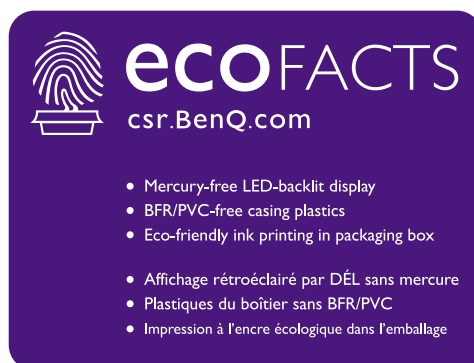 ecoFACTS
csr.BenQ.com
• Mercury-free LED-backlit display
• BFR/PVC-free casing plastics
• Eco-friendly ink printing in packaging box
• Affichage rétroéclairé par DÉL sans mercure
• Plastiques du boîtier sans BFR/PVC
• Impression à l'encre écologique dans l'emballage